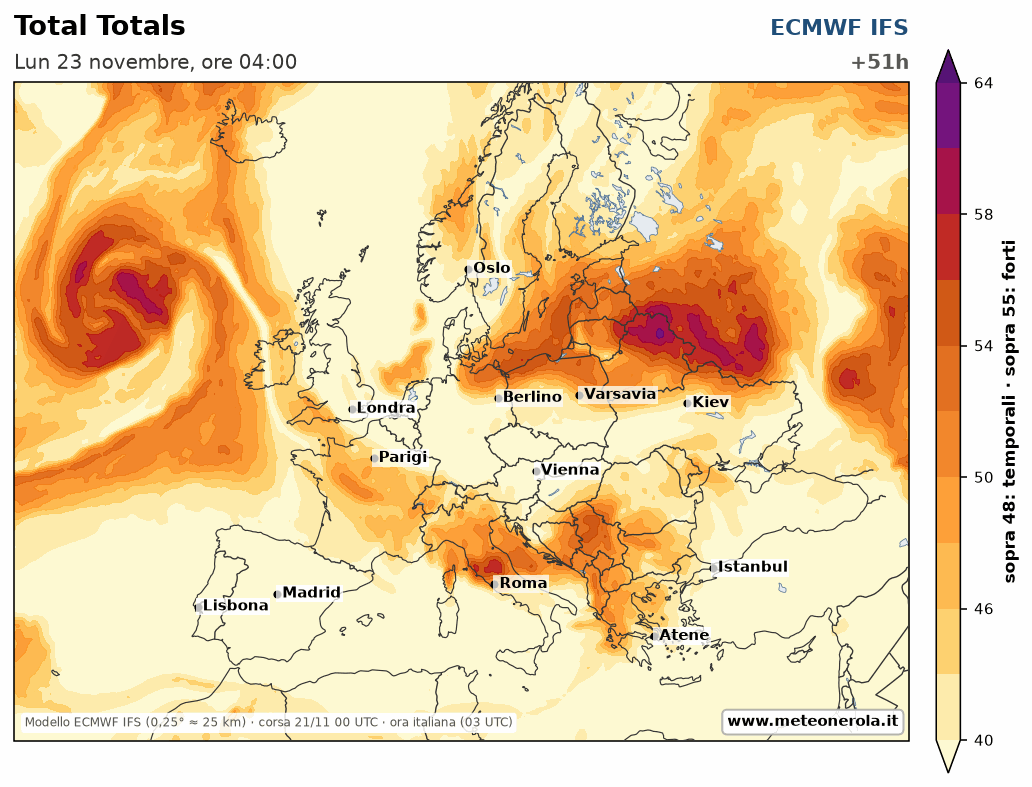 Total Totals
ECMWF IFS
Lun 23 novembre, ore 04:00
+51h
64
58
54
50
46
40
sopra 48: temporali · sopra 55: forti
Oslo
Berlino
Varsavia
Kiev
Londra
Parigi
Vienna
Istanbul
Roma
Madrid
Lisbona
Atene
Modello ECMWF IFS (0,25° ≈ 25 km) · corsa 21/11 00 UTC · ora italiana (03 UTC)
www.meteonerola.it